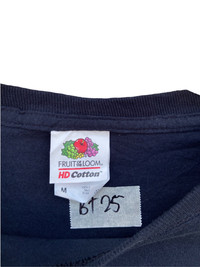 FRUIT OF THE LOOM
HD Cotton
M
BT 25